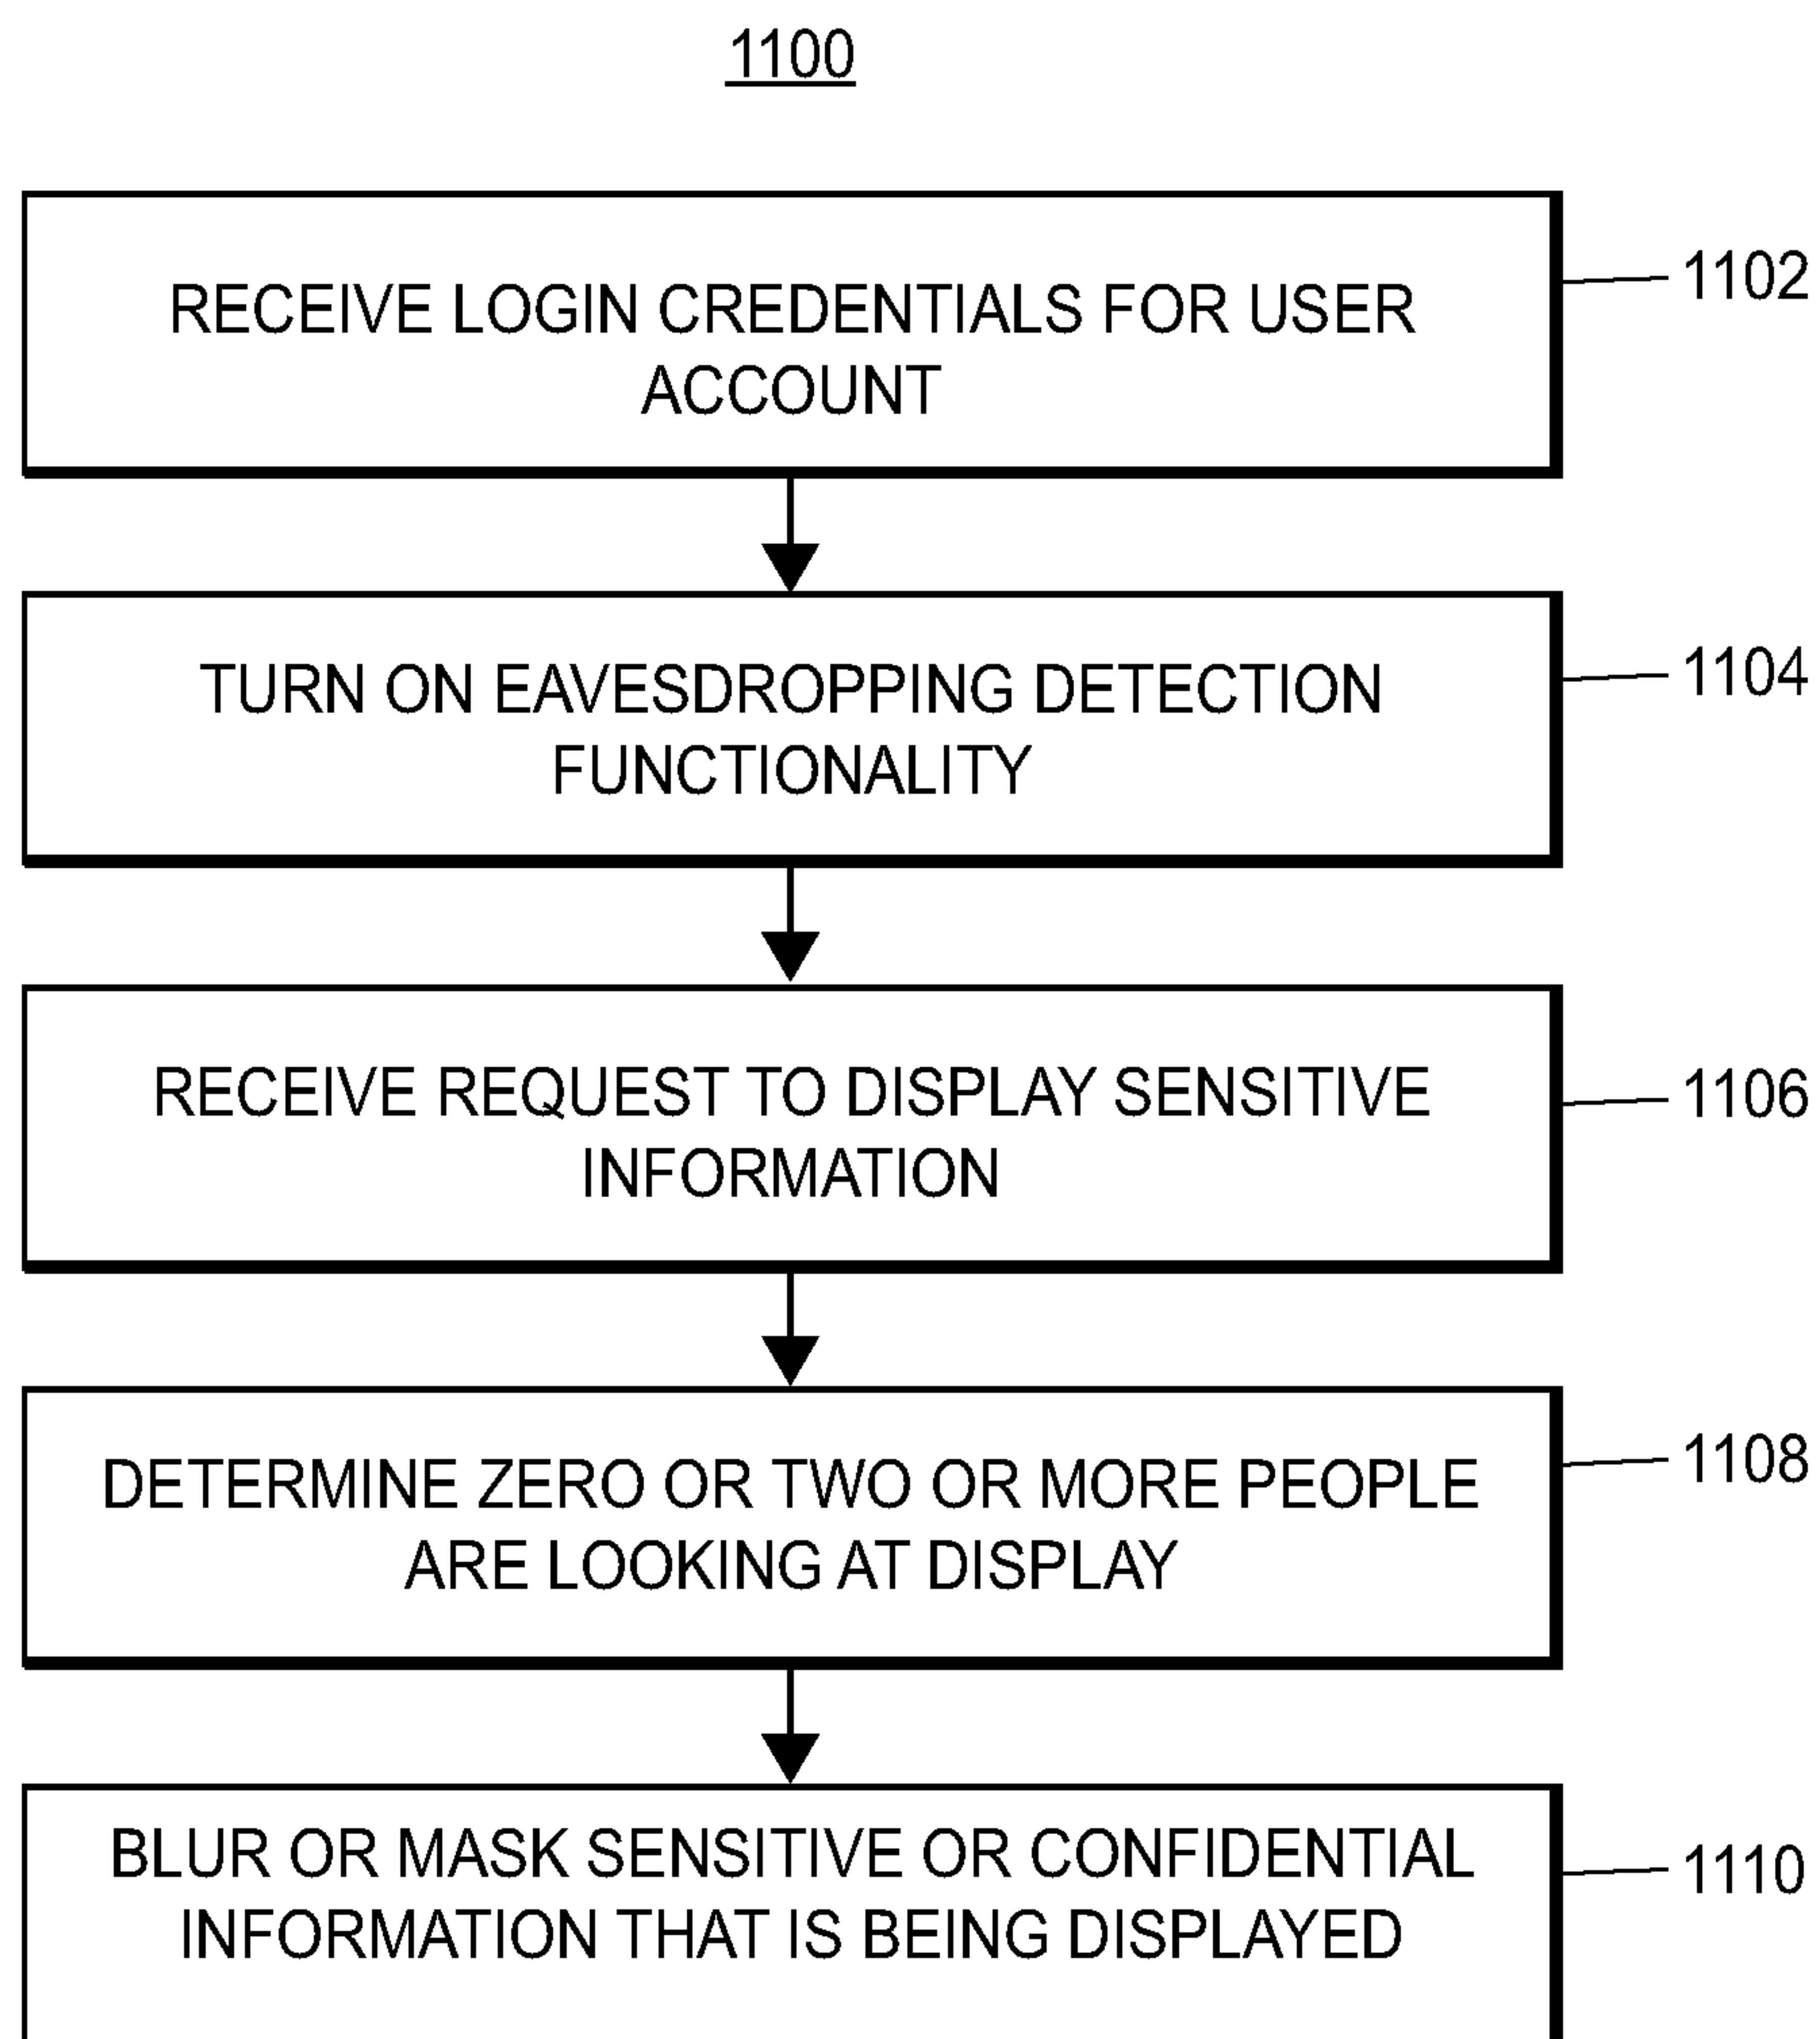 1100
RECEIVE LOGIN CREDENTIALS FOR USER
ACCOUNT
1102
TURN ON EAVESDROPPING DETECTION
FUNCTIONALITY
1104
RECEIVE REQUEST TO DISPLAY SENSITIVE
INFORMATION
1106
DETERMINE ZERO OR TWO OR MORE PEOPLE
ARE LOOKING AT DISPLAY
1108
BLUR OR MASK SENSITIVE OR CONFIDENTIAL
INFORMATION THAT IS BEING DISPLAYED
1110